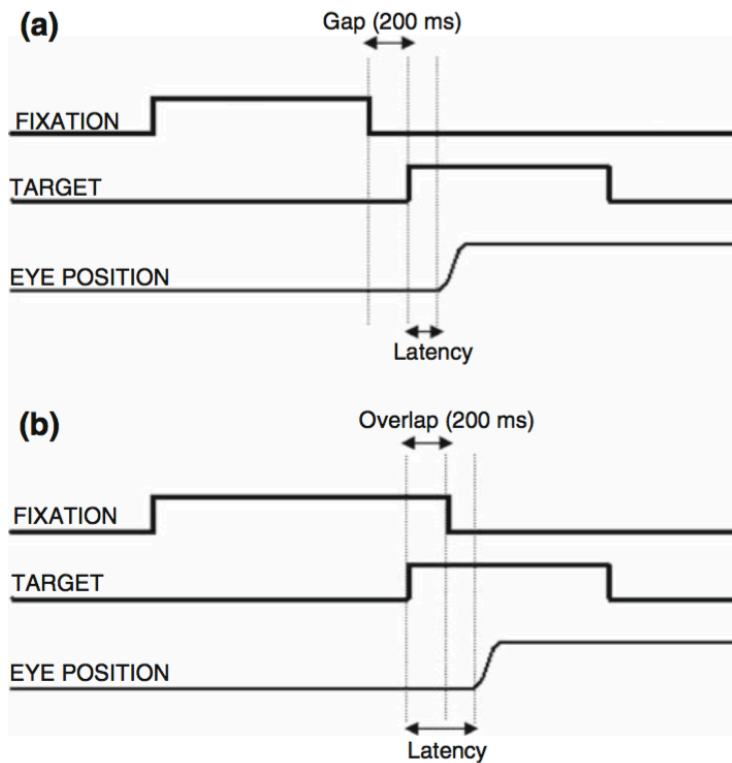 (a)
Gap (200 ms)
FIXATION
TARGET
EYE POSITION
Latency
(b)
Overlap (200 ms)
FIXATION
TARGET
EYE POSITION
Latency